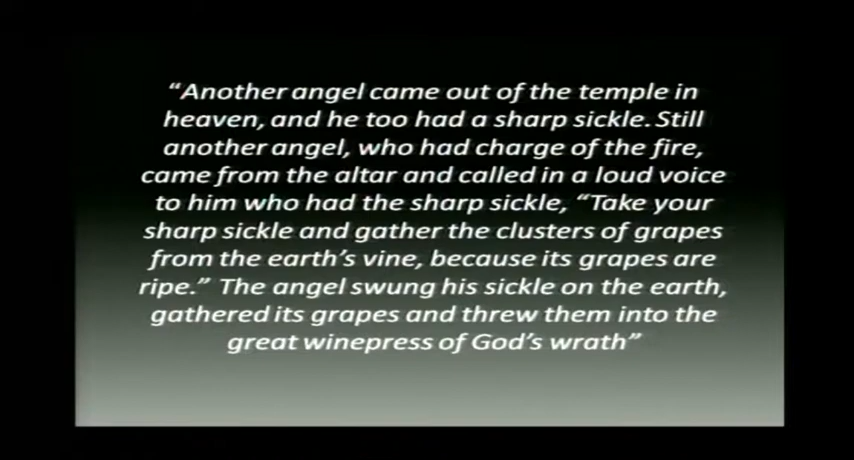 “Another angel came out of the temple in
heaven, and he too had a sharp sickle. Still
another angel, who had charge of the fire,
came from the altar and called in a loud voice
to him who had the sharp sickle, “Take your
sharp sickle and gather the clusters of grapes
from the earth’s vine, because its grapes are
ripe.” The angel swung his sickle on the earth,
gathered its grapes and threw them into the
great winepress of God’s wrath”